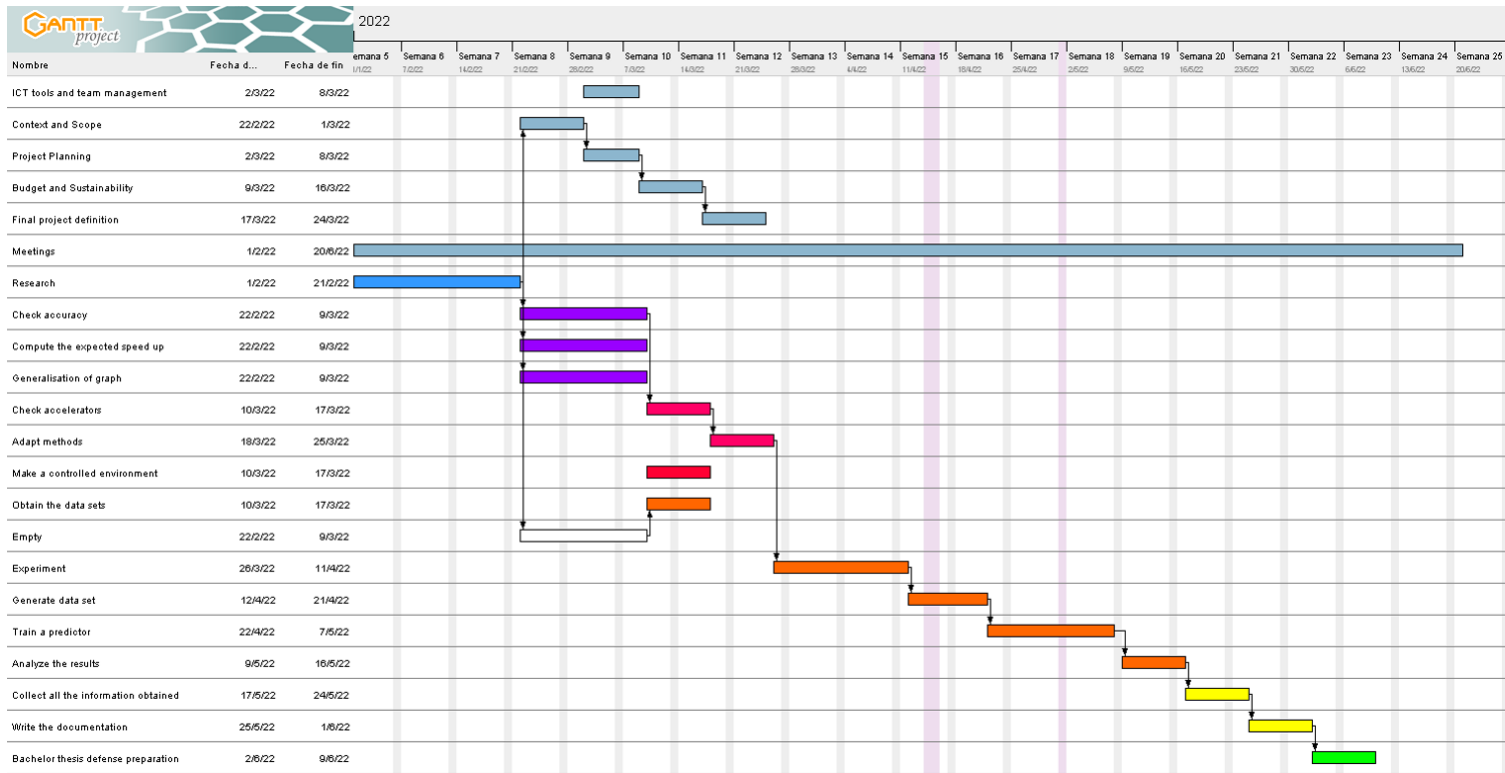 GANTT project
2022
emana 5 Semana 6 Semana 7 Semana 8 Semana 9 Semana 10 Semana 11 Semana 12 Semana 13 Semana 14 Semana 15 Semana 16 Semana 17 Semana 18 Semana 19 Semana 20 Semana 21 Semana 22 Semana 23 Semana 24 Semana 25
/1/22 7/2/22 14/2/22 21/2/22 28/2/22 7/3/22 14/3/22 21/3/22 28/3/22 4/4/22 11/4/22 18/4/22 25/4/22 2/5/22 9/5/22 16/5/22 23/5/22 30/5/22 6/6/22 13/6/22 20/6/22
Nombre Fecha d... Fecha de fin
ICT tools and team management 2/3/22 8/3/22
Context and Scope 22/2/22 1/3/22
Project Planning 2/3/22 8/3/22
Budget and Sustainability 9/3/22 16/3/22
Final project definition 17/3/22 24/3/22
Meetings 1/2/22 20/6/22
Research 1/2/22 21/2/22
Check accuracy 22/2/22 9/3/22
Compute the expected speed up 22/2/22 9/3/22
Generalisation of graph 22/2/22 9/3/22
Check accelerators 10/3/22 17/3/22
Adapt methods 18/3/22 25/3/22
Make a controlled environment 10/3/22 17/3/22
Obtain the data sets 10/3/22 17/3/22
Empty 22/2/22 9/3/22
Experiment 26/3/22 11/4/22
Generate data set 12/4/22 21/4/22
Train a predictor 22/4/22 7/5/22
Analyze the results 9/5/22 16/5/22
Collect all the information obtained 17/5/22 24/5/22
Write the documentation 25/5/22 1/6/22
Bachelor thesis defense preparation 2/6/22 9/6/22